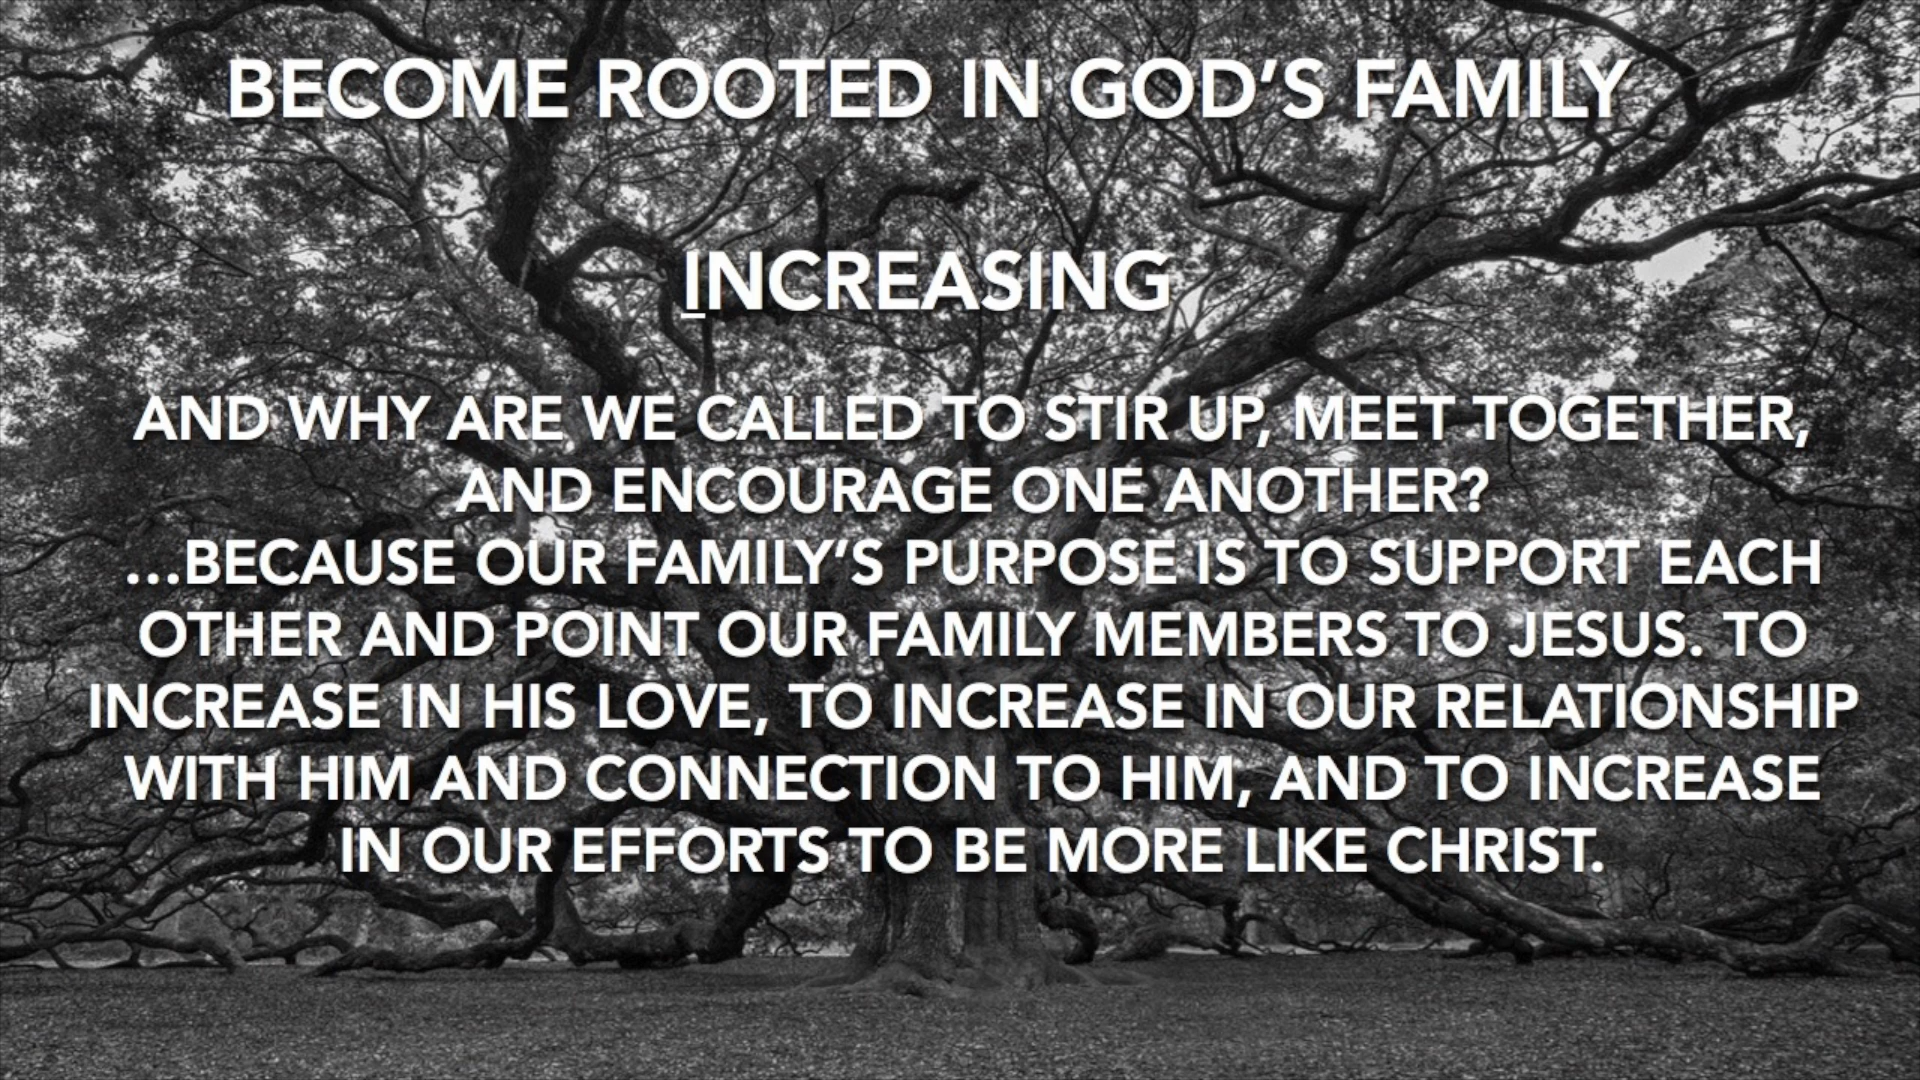 BECOME ROOTED IN GOD’S FAMILY
INCREASING
AND WHY ARE WE CALLED TO STIR UP, MEET TOGETHER,
AND ENCOURAGE ONE ANOTHER?
…BECAUSE OUR FAMILY’S PURPOSE IS TO SUPPORT EACH
OTHER AND POINT OUR FAMILY MEMBERS TO JESUS. TO
INCREASE IN HIS LOVE, TO INCREASE IN OUR RELATIONSHIP
WITH HIM AND CONNECTION TO HIM, AND TO INCREASE
IN OUR EFFORTS TO BE MORE LIKE CHRIST.